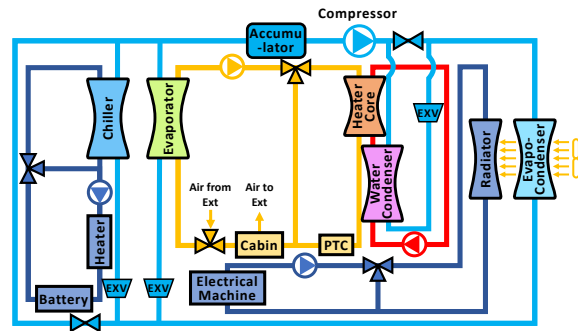 Compressor
Accumu
-lator
Chiller
Evaporator
Heater
Core
EXV
Water
Condenser
Radiator
Evapo-
Condenser
Air from
Ext
Air to
Ext
Heater
Cabin
PTC
EXV
EXV
Battery
Electrical
Machine